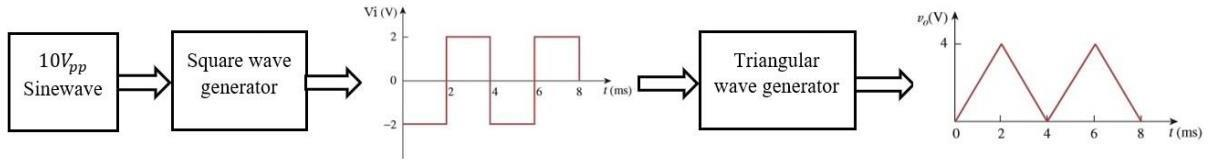 10V_pp
Sinewave
Square wave
generator
Vi (V)
2
0
−2
2
4
6
8
t (ms)
Triangular
wave generator
v_o(V)
4
0
2
4
6
8
t (ms)